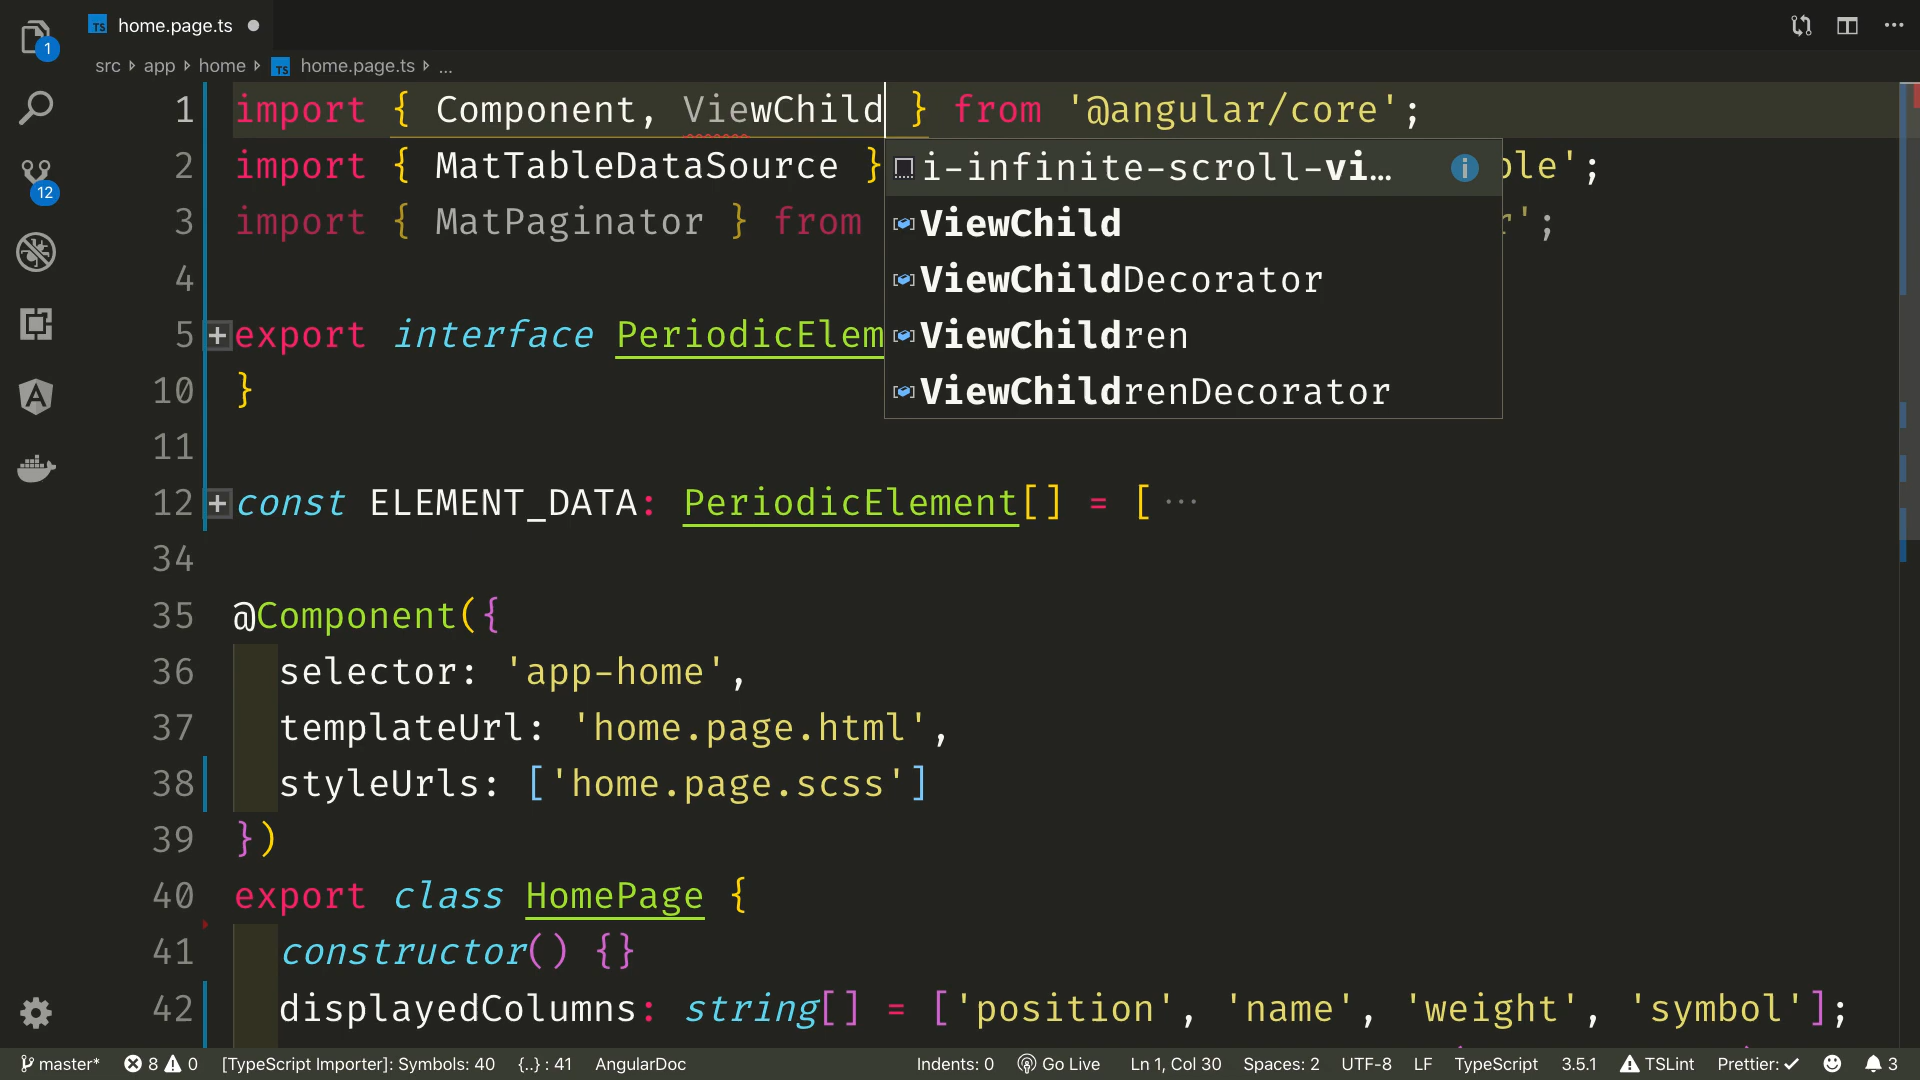 TS home.page.ts
1
src app home TS home.page.ts ...
1 import { Component, ViewChild } from '@angular/core';
2 import { MatTableDataSource } ble';
i-infinite-scroll-vi...
3 import { MatPaginator } from r';
ViewChild
12
4
ViewChildDecorator
5 export interface PeriodicElem
ViewChildren
10 }
ViewChildrenDecorator
11
12 const ELEMENT_DATA: PeriodicElement[] = [ ...
34
35 @Component({
36 selector: 'app-home',
37 templateUrl: 'home.page.html',
38 styleUrls: ['home.page.scss']
39 })
40 export class HomePage {
41 constructor() {}
42 displayedColumns: string[] = ['position', 'name', 'weight', 'symbol'];
master* 8 0 [TypeScript Importer]: Symbols: 40 {..} : 41 AngularDoc Indents: 0 Go Live Ln 1, Col 30 Spaces: 2 UTF-8 LF TypeScript 3.5.1 TSLint Prettier: ✓ 3